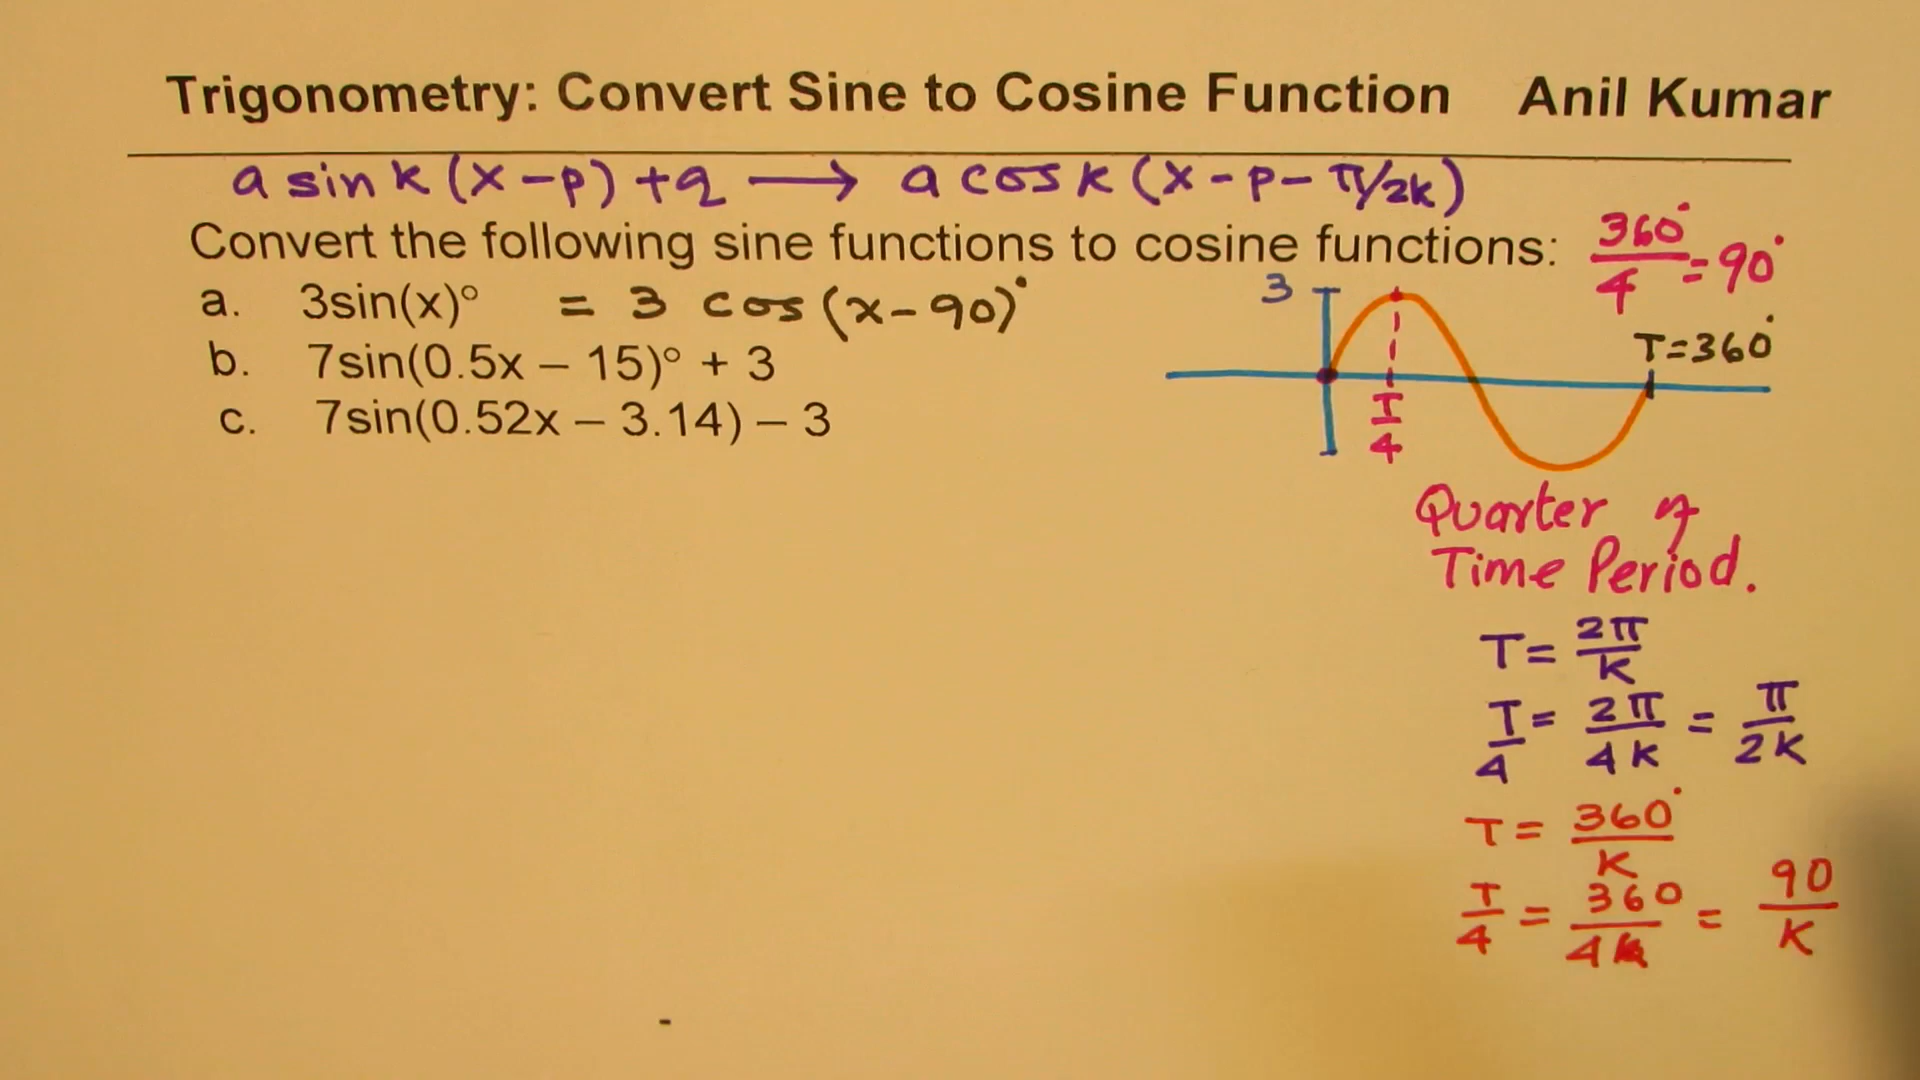 Trigonometry: Convert Sine to Cosine Function Anil Kumar
a sin k (x-p) +q → a cos k (x - p - π/2k)
Convert the following sine functions to cosine functions:
360°/4 = 90°
a. 3sin(x)° = 3 cos (x-90)°
3
T=360°
b. 7sin(0.5x – 15)° + 3
T/4
c. 7sin(0.52x – 3.14) – 3
Quarter of
Time Period.
T = 2π/K
T/4 = 2π/4K = π/2K
T = 360°/K
T/4 = 360/4k = 90/K